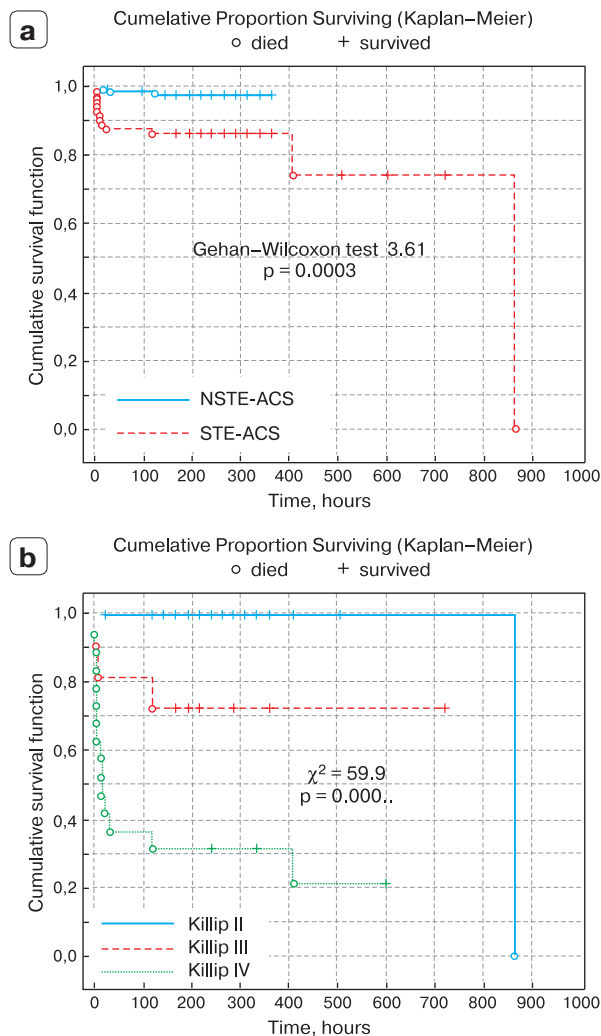 a
Cumulative Proportion Surviving (Kaplan–Meier)
died survived
Cumulative survival function
1,0
0,8
0,6
0,4
0,2
0,0
Gehan–Wilcoxon test 3.61
p = 0.0003
NSTE-ACS
STE-ACS
0 100 200 300 400 500 600 700 800 900 1000
Time, hours
b
Cumelative Proportion Surviving (Kaplan–Meier)
died survived
Cumulative survival function
1,0
0,8
0,6
0,4
0,2
0,0
χ² = 59.9
p = 0.000..
Killip II
Killip III
Killip IV
0 100 200 300 400 500 600 700 800 900 1000
Time, hours